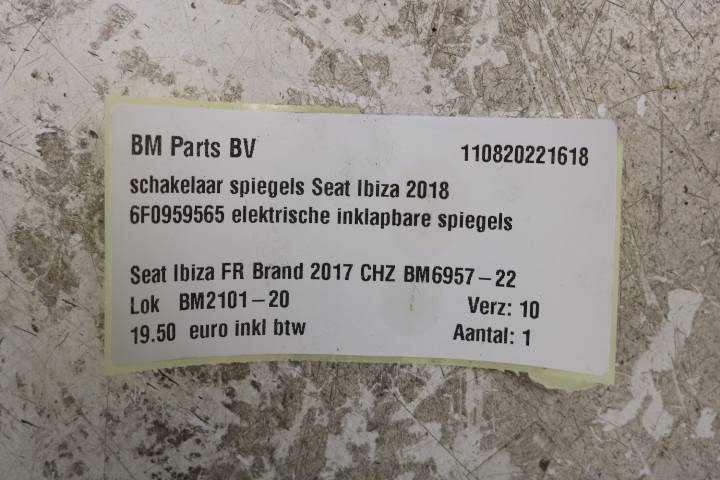 BM Parts BV 110820221618
schakelaar spiegels Seat Ibiza 2018
6F0959565 elektrische inklapbare spiegels
Seat Ibiza FR Brand 2017 CHZ BM6957-22
Lok BM2101-20 Verz: 10
19.50 euro inkl btw Aantal: 1